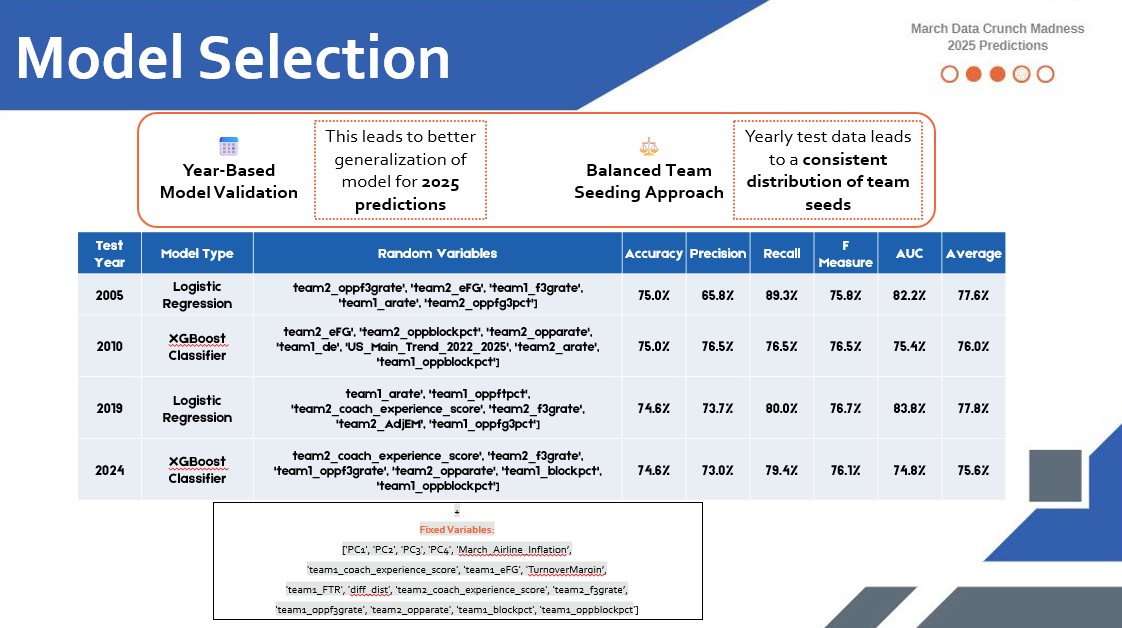 Model Selection
March Data Crunch Madness
2025 Predictions
Year-Based
Model Validation
This leads to better
generalization of
model for 2025
predictions
Balanced Team
Seeding Approach
Yearly test data leads
to a consistent
distribution of team
seeds
Test
Year
Model Type
Random Variables
Accuracy
Precision
Recall
F
Measure
AUC
Average
2005
Logistic
Regression
team2_oppf3grate', 'team2_eFG', 'team1_f3grate',
'team1_arate', 'team2_oppfg3pct']
75.0%
65.8%
89.3%
75.8%
82.2%
77.6%
2010
XGBoost
Classifier
team2_eFG', 'team2_oppblockpct', 'team2_opparate',
'team1_de', 'US_Main_Trend_2022_2025', 'team2_arate',
'team1_oppblockpct']
75.0%
76.5%
76.5%
76.5%
75.4%
76.0%
2019
Logistic
Regression
team1_arate', 'team1_oppftpct',
'team2_coach_experience_score', 'team2_f3grate',
'team2_AdjEM', 'team1_oppfg3pct']
74.6%
73.7%
80.0%
76.7%
83.8%
77.8%
2024
XGBoost
Classifier
team2_coach_experience_score', 'team2_f3grate',
'team1_oppf3grate', 'team2_opparate', 'team1_blockpct',
'team1_oppblockpct']
74.6%
73.0%
79.4%
76.1%
74.8%
75.6%
+
Fixed Variables:
['PC1', 'PC2', 'PC3', 'PC4', 'March_Airline_Inflation',
'team1_coach_experience_score', 'team1_eFG', 'TurnoverMargin',
'team1_FTR', 'diff_dist', 'team2_coach_experience_score', 'team2_f3grate',
'team1_oppf3grate', 'team2_opparate', 'team1_blockpct', 'team1_oppblockpct']